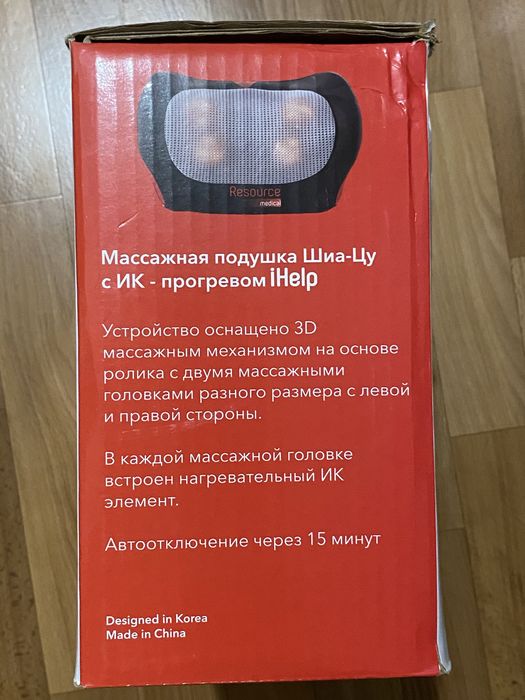 Resource
medical
Массажная подушка Шиа-Цу
с ИК - прогревом iHelp
Устройство оснащено 3D
массажным механизмом на основе
ролика с двумя массажными
головками разного размера с левой
и правой стороны.
В каждой массажной головке
встроен нагревательный ИК
элемент.
Автоотключение через 15 минут
Designed in Korea
Made in China